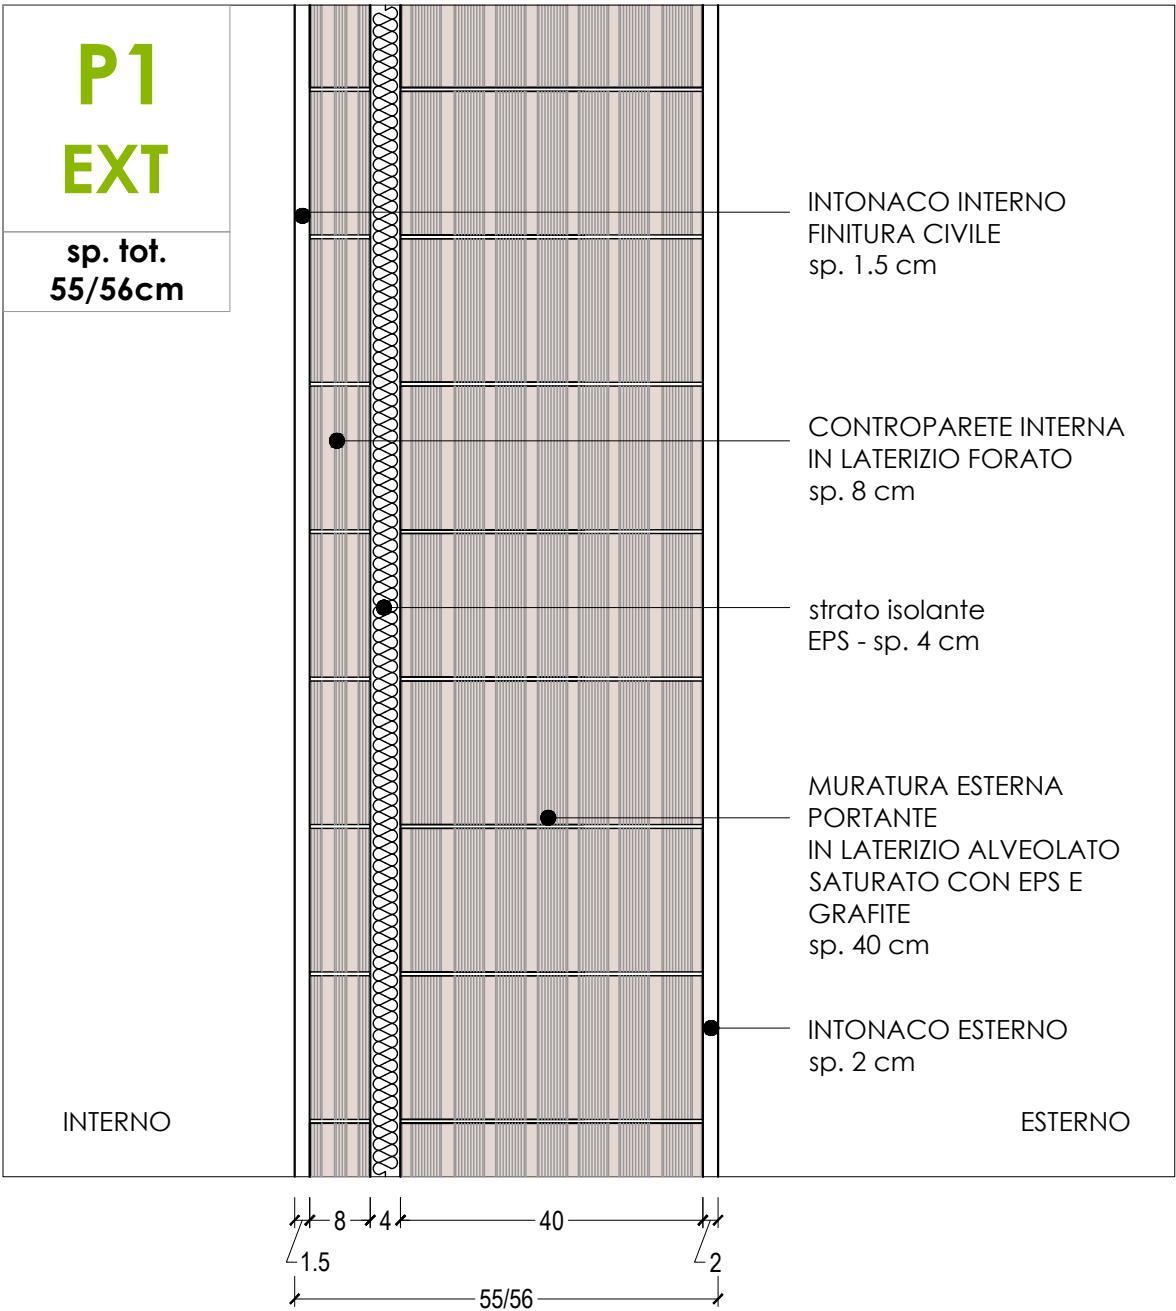 P1
EXT
sp. tot.
55/56cm
INTONACO INTERNO
FINITURA CIVILE
sp. 1.5 cm
CONTROPARETE INTERNA
IN LATERIZIO FORATO
sp. 8 cm
strato isolante
EPS - sp. 4 cm
MURATURA ESTERNA
PORTANTE
IN LATERIZIO ALVEOLATO
SATURATO CON EPS E
GRAFITE
sp. 40 cm
INTONACO ESTERNO
sp. 2 cm
INTERNO
ESTERNO
8 4 40
1.5 2
55/56